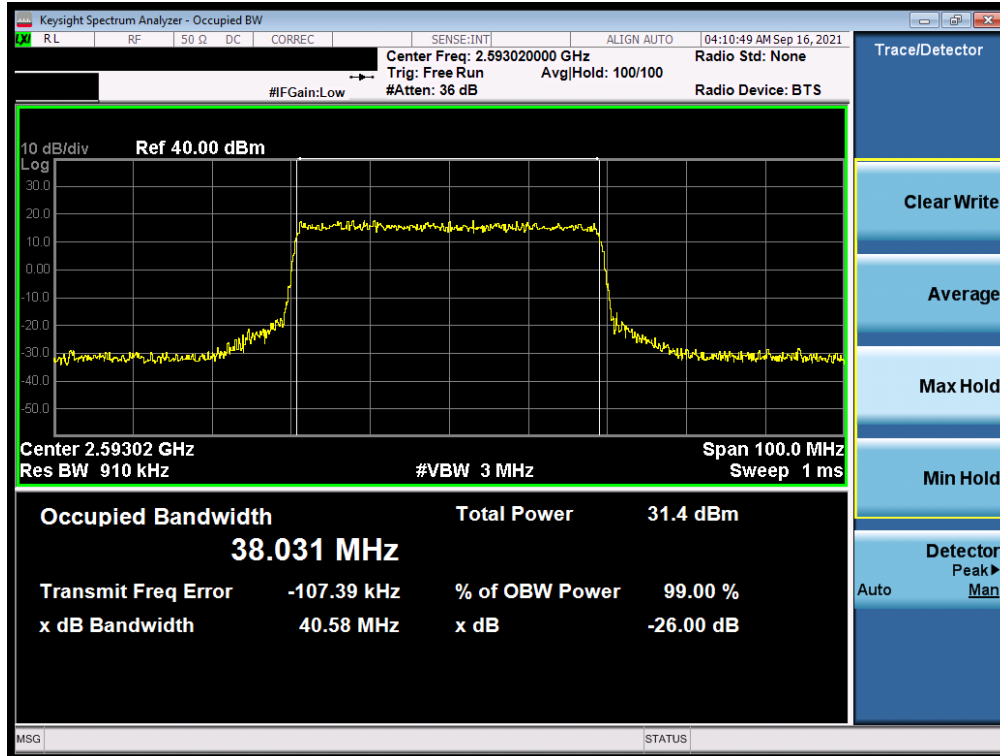 Keysight Spectrum Analyzer - Occupied BW
LXI RL RF 50 Ω DC CORREC SENSE:INT ALIGN AUTO 04:10:49 AM Sep 16, 2021
Center Freq: 2.593020000 GHz Radio Std: None
Trig: Free Run Avg|Hold: 100/100
#IFGain:Low #Atten: 36 dB Radio Device: BTS
10 dB/div Ref 40.00 dBm
Log
30.0
20.0
10.0
0.00
-10.0
-20.0
-30.0
-40.0
-50.0
Center 2.59302 GHz Span 100.0 MHz
Res BW 910 kHz #VBW 3 MHz Sweep 1 ms
Occupied Bandwidth Total Power 31.4 dBm
38.031 MHz
Transmit Freq Error -107.39 kHz % of OBW Power 99.00 %
x dB Bandwidth 40.58 MHz x dB -26.00 dB
MSG STATUS
Trace/Detector
Clear Write
Average
Max Hold
Min Hold
Detector
Peak▶
Auto Man